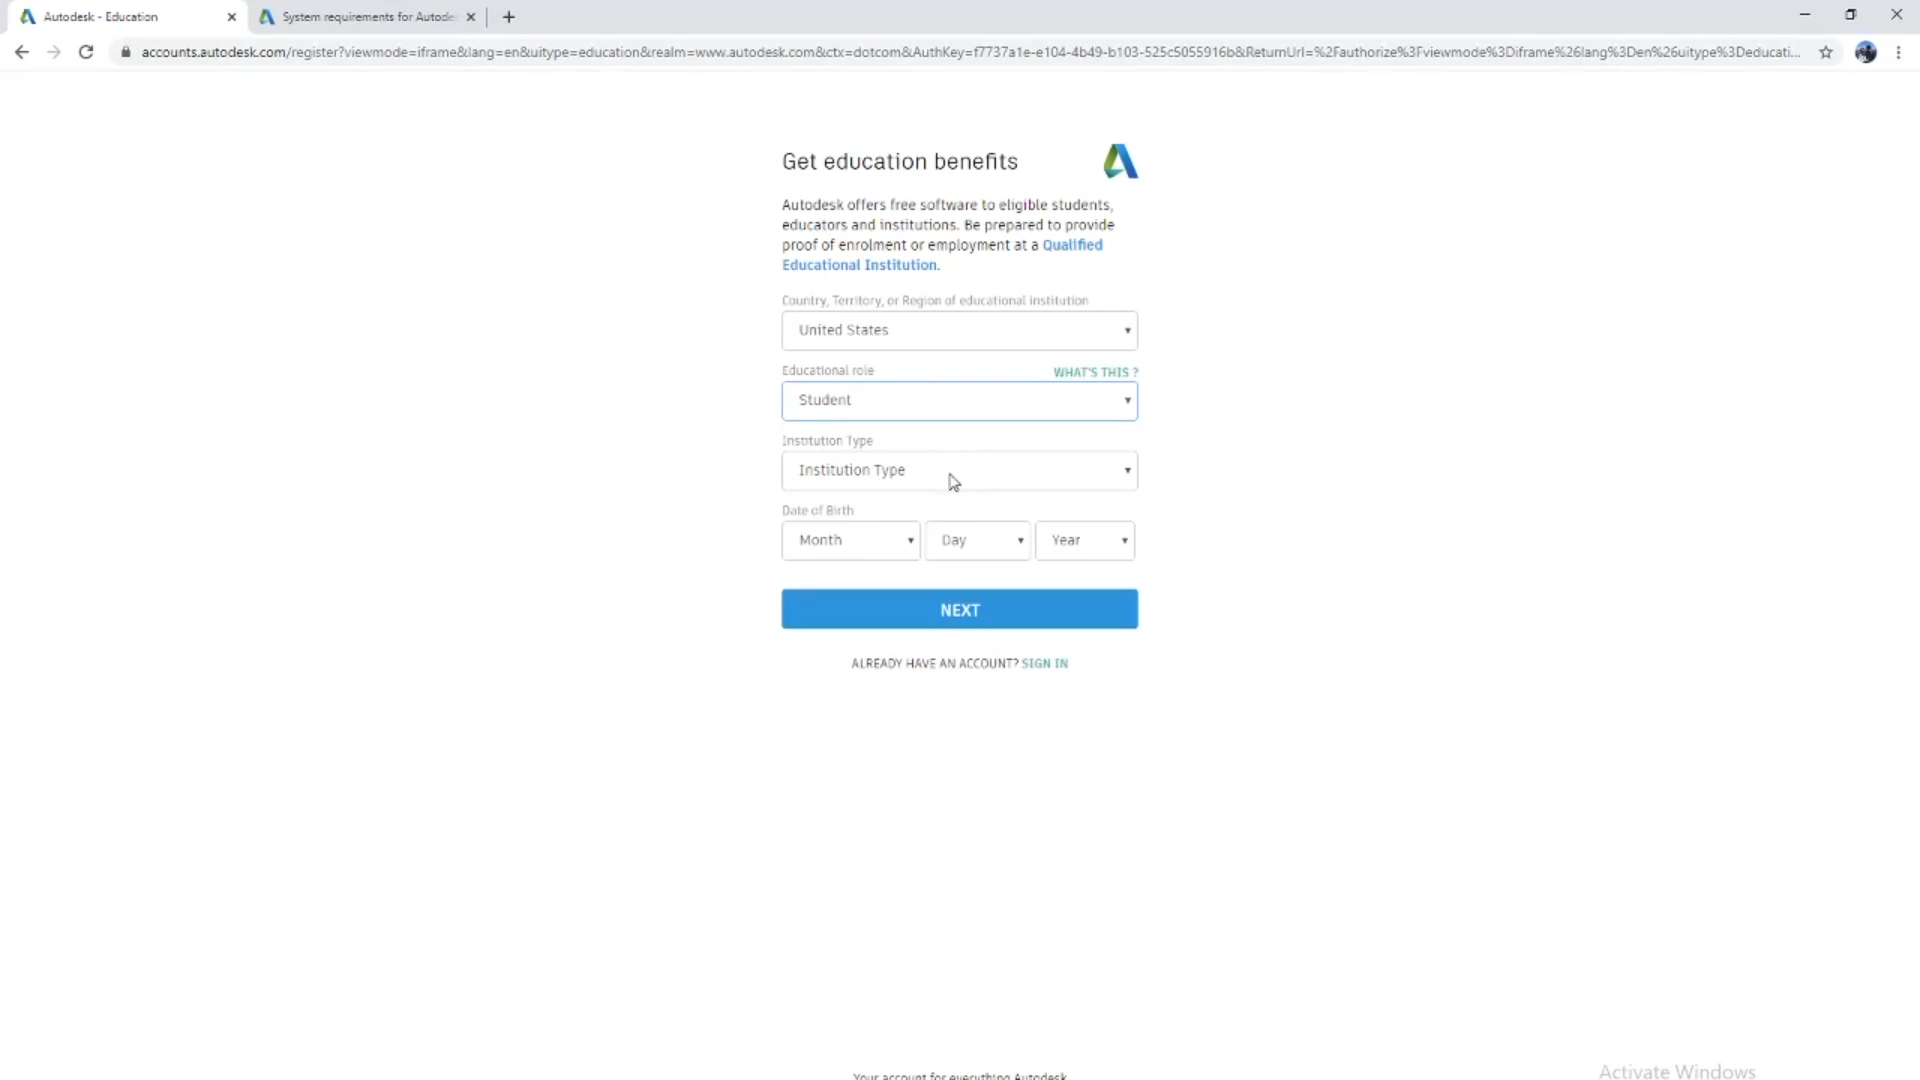 Autodesk - Education
System requirements for Autode
accounts.autodesk.com/register?viewmode=iframe&lang=en&uitype=education&realm=www.autodesk.com&ctx=dotcom&AuthKey=f7737a1e-e104-4b49-b103-525c5055916b&ReturnUrl=%2Fauthorize%3Fviewmode%3Diframe%26lang%3Den%26uitype%3Deducati...
Get education benefits
Autodesk offers free software to eligible students,
educators and institutions. Be prepared to provide
proof of enrolment or employment at a Qualified
Educational Institution.
Country, Territory, or Region of educational institution
United States
Educational role WHAT'S THIS ?
Student
Institution Type
Institution Type
Date of Birth
Month Day Year
NEXT
ALREADY HAVE AN ACCOUNT? SIGN IN
Your account for everything Autodesk
Activate Windows